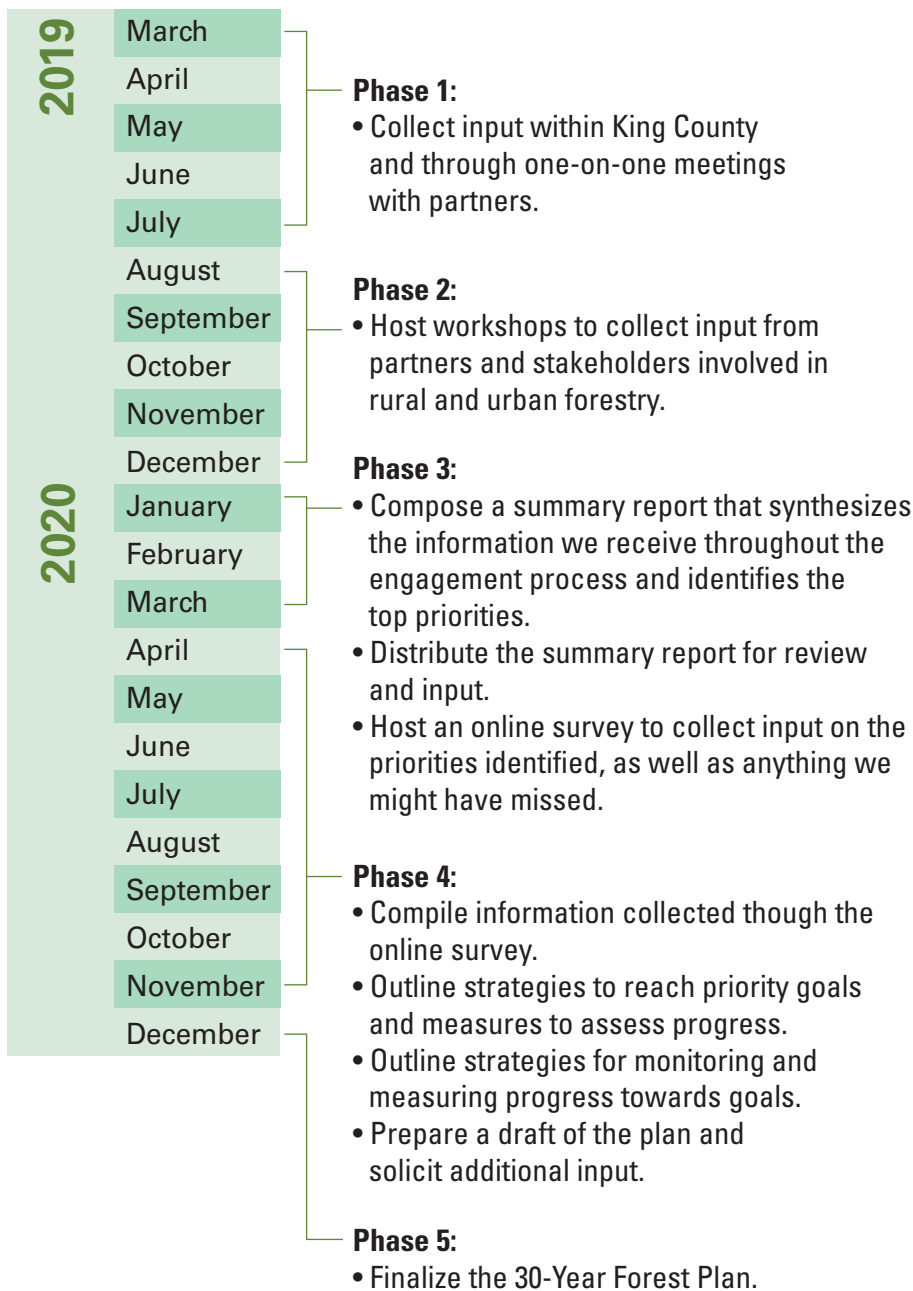 2019
March
April
May
June
July
August
September
October
November
December
2020
January
February
March
April
May
June
July
August
September
October
November
December
Phase 1:
• Collect input within King County
and through one-on-one meetings
with partners.
Phase 2:
• Host workshops to collect input from
partners and stakeholders involved in
rural and urban forestry.
Phase 3:
• Compose a summary report that synthesizes
the information we receive throughout the
engagement process and identifies the
top priorities.
• Distribute the summary report for review
and input.
• Host an online survey to collect input on the
priorities identified, as well as anything we
might have missed.
Phase 4:
• Compile information collected though the
online survey.
• Outline strategies to reach priority goals
and measures to assess progress.
• Outline strategies for monitoring and
measuring progress towards goals.
• Prepare a draft of the plan and
solicit additional input.
Phase 5:
• Finalize the 30-Year Forest Plan.